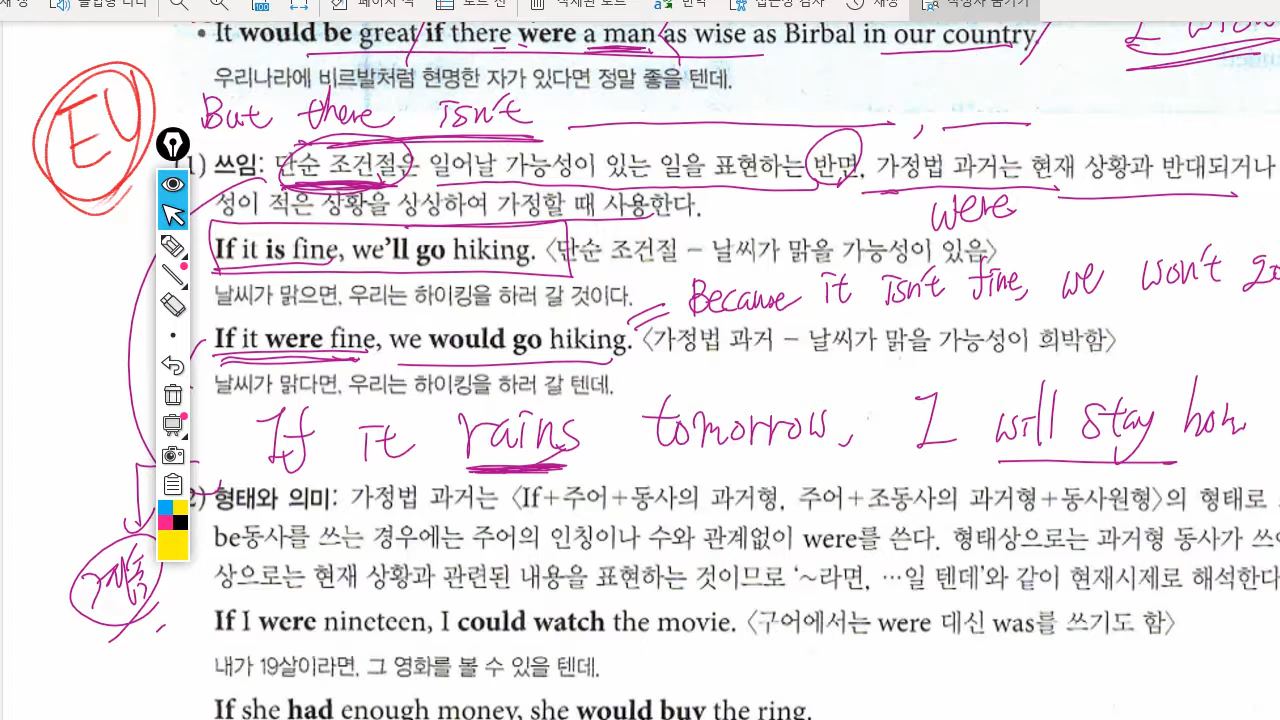 페이지 색
접근성 검사
• It would be great if there were a man as wise as Birbal in our country.
우리나라에 비르발처럼 현명한 자가 있다면 정말 좋을 텐데.
But there isn't
EU
1) 쓰임: 단순 조건절은 일어날 가능성이 있는 일을 표현하는 반면, 가정법 과거는 현재 상황과 반대되거나
성이 적은 상황을 상상하여 가정할 때 사용한다.
were
If it is fine, we'll go hiking. 〈단순 조건절 – 날씨가 맑을 가능성이 있음〉
날씨가 맑으면, 우리는 하이킹을 하러 갈 것이다.
Because it isn't fine, we won't go
If it were fine, we would go hiking. 〈가정법 과거 – 날씨가 맑을 가능성이 희박함〉
날씨가 맑다면, 우리는 하이킹을 하러 갈 텐데.
If it rains tomorrow, I will stay hom
2) 형태와 의미: 가정법 과거는 〈If+주어+동사의 과거형, 주어+조동사의 과거형+동사원형〉의 형태로
be동사를 쓰는 경우에는 주어의 인칭이나 수와 관계없이 were를 쓴다. 형태상으로는 과거형 동사가 쓰
상으로는 현재 상황과 관련된 내용을 표현하는 것이므로 '~라면, …일 텐데'와 같이 현재시제로 해석한다
If I were nineteen, I could watch the movie. 〈구어에서는 were 대신 was를 쓰기도 함〉
내가 19살이라면, 그 영화를 볼 수 있을 텐데.
If she had enough money, she would buy the ring.